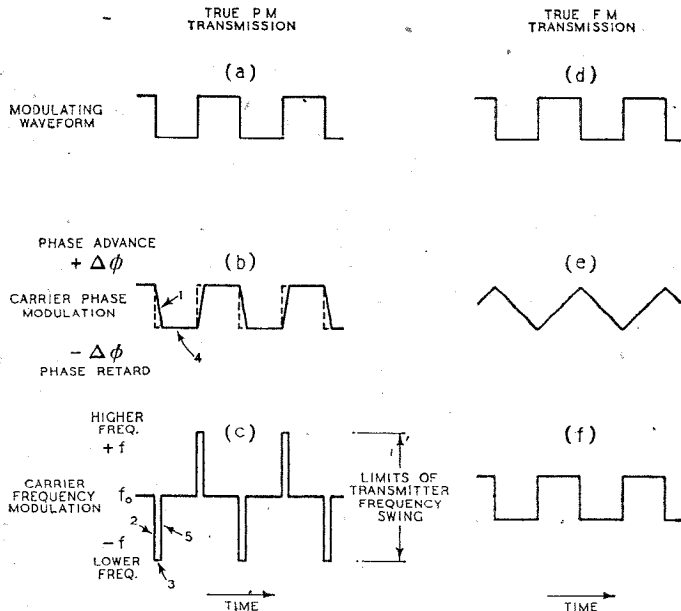 TRUE PM
TRANSMISSION
TRUE FM
TRANSMISSION
(a)
(d)
MODULATING
WAVEFORM
PHASE ADVANCE
+ Δϕ
(b)
(e)
CARRIER PHASE
MODULATION
1
4
- Δϕ
PHASE RETARD
HIGHER
FREQ.
+ f
(c)
(f)
CARRIER
FREQUENCY
MODULATION
fo
LIMITS OF
TRANSMITTER
FREQUENCY
SWING
2
5
- f
LOWER
FREQ.
3
TIME
TIME